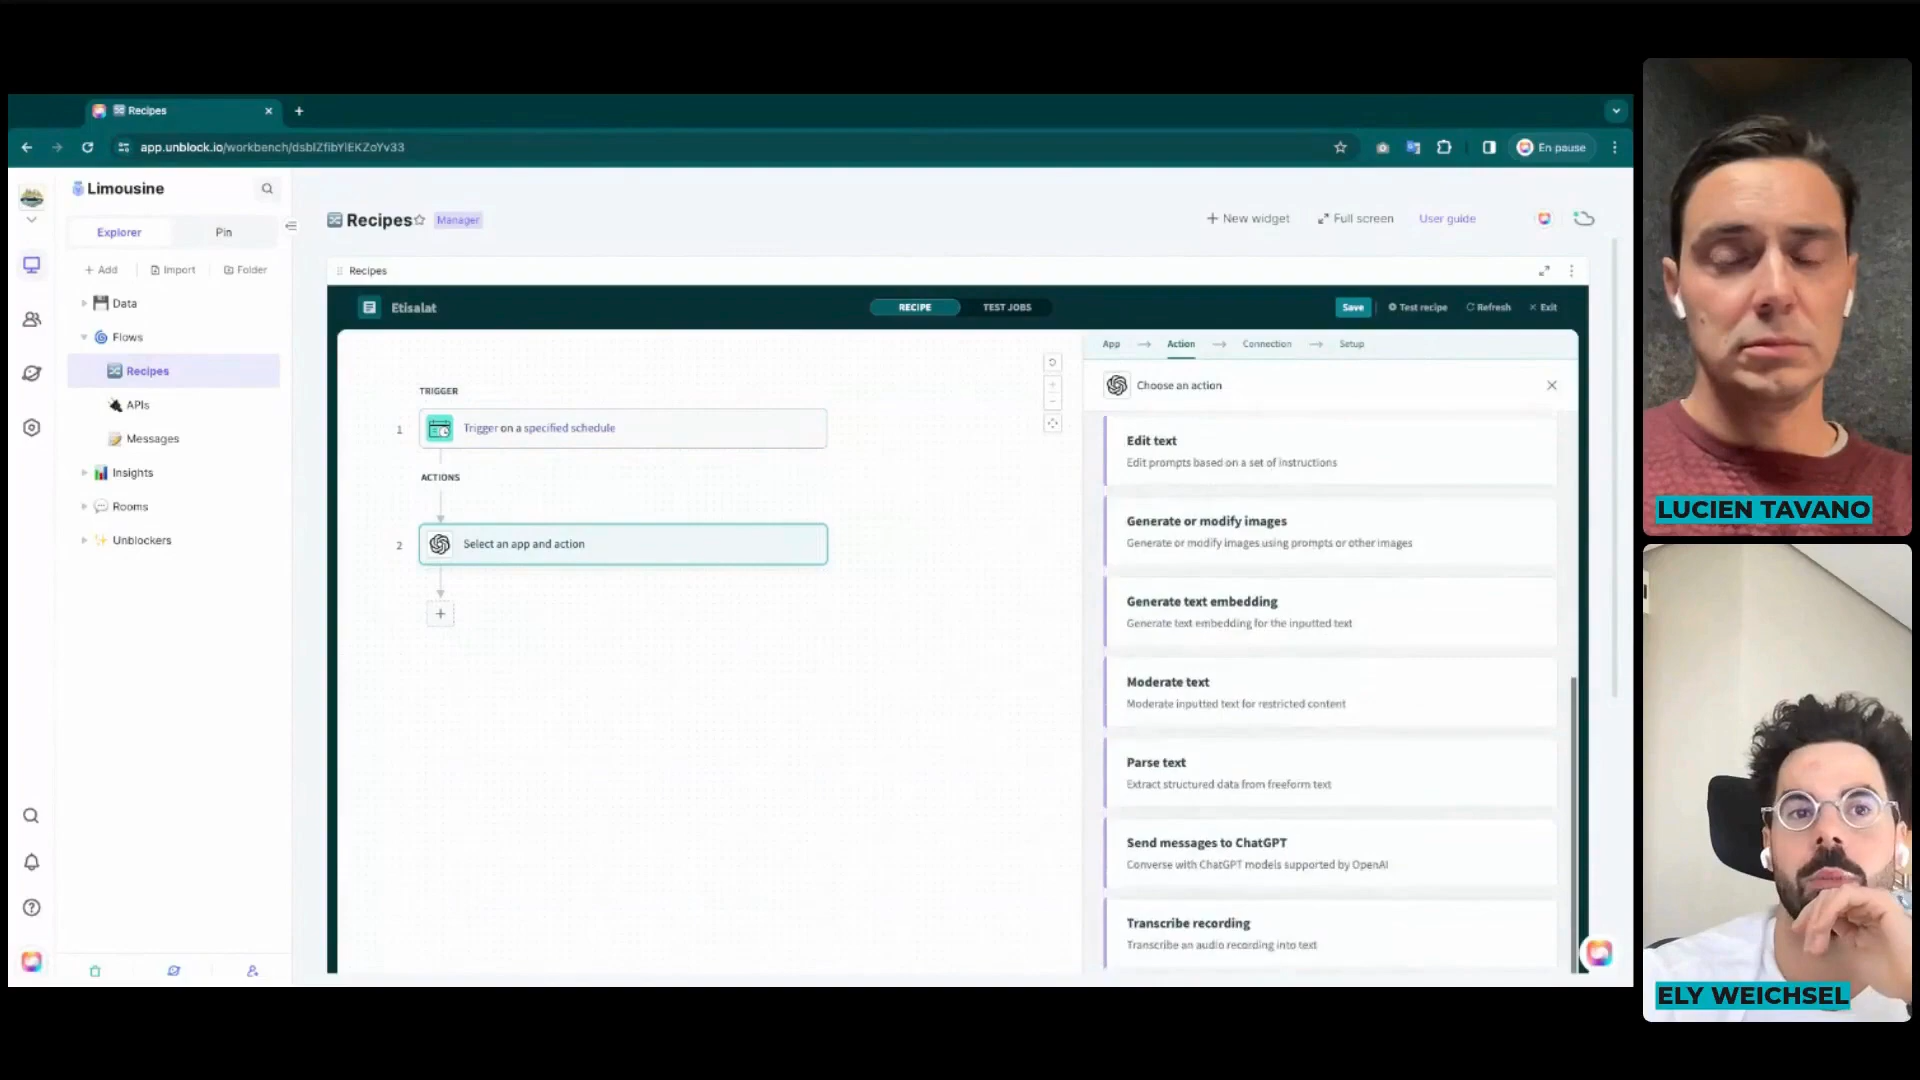 Recipes
app.unblock.io/workbench/dsblZfibYiEKZoYv33
En pause
Limousine
Explorer
Pin
Add
Import
Folder
Data
Flows
Recipes
APIs
Messages
Insights
Rooms
Unblockers
Recipes
Manager
New widget
Full screen
User guide
Recipes
Etisalat
RECIPE
TEST JOBS
Save
Test recipe
Refresh
Exit
TRIGGER
1
Trigger on a specified schedule
ACTIONS
2
Select an app and action
App
Action
Connection
Setup
Choose an action
Edit text
Edit prompts based on a set of instructions
Generate or modify images
Generate or modify images using prompts or other images
Generate text embedding
Generate text embedding for the inputted text
Moderate text
Moderate inputted text for restricted content
Parse text
Extract structured data from freeform text
Send messages to ChatGPT
Converse with ChatGPT models supported by OpenAI
Transcribe recording
Transcribe an audio recording into text
LUCIEN TAVANO
ELY WEICHSEL